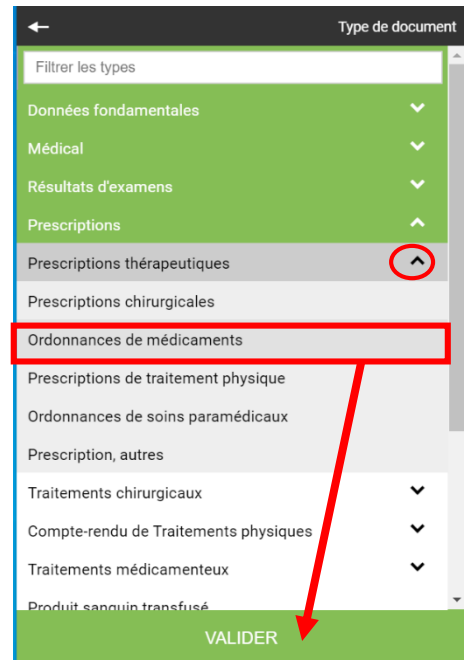 Type de document
Filtrer les types
Données fondamentales
Médical
Résultats d'examens
Prescriptions
Prescriptions thérapeutiques
Prescriptions chirurgicales
Ordonnances de médicaments
Prescriptions de traitement physique
Ordonnances de soins paramédicaux
Prescription, autres
Traitements chirurgicaux
Compte-rendu de Traitements physiques
Traitements médicamenteux
Produit sanguin transfusé
VALIDER